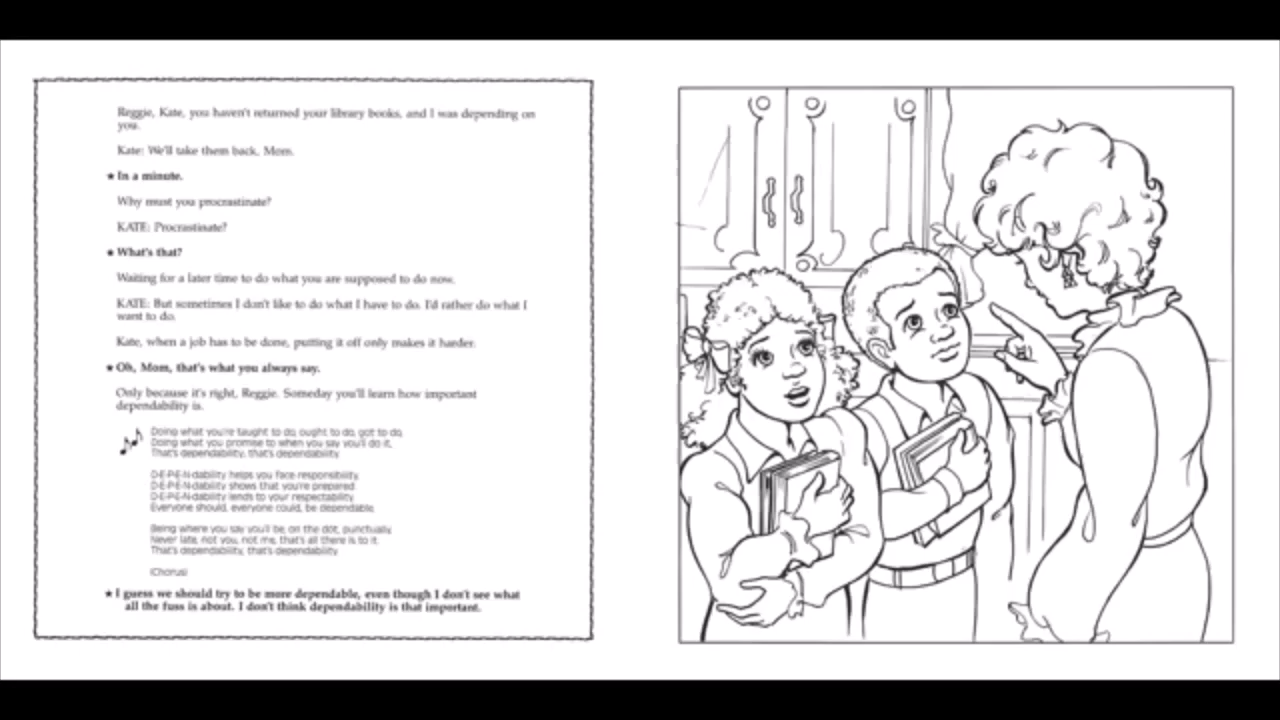 Reggie, Kate, you haven't returned your library books, and I was depending on
you.
Kate: We'll take them back, Mom.
★ In a minute.
Why must you procrastinate?
KATE: Procrastinate?
★ What's that?
Waiting for a later time to do what you are supposed to do now.
KATE: But sometimes I don't like to do what I have to do. I'd rather do what I
want to do.
Kate, when a job has to be done, putting it off only makes it harder.
★ Oh, Mom, that's what you always say.
Only because it's right, Reggie. Someday you'll learn how important
dependability is.
Doing what you're taught to do, ought to do, got to do,
Doing what you promise to when you say you'll do it,
That's dependability, that's dependability.
D-E-P-E-N-dability helps you face responsibility.
D-E-P-E-N-dability shows that you're prepared.
D-E-P-E-N-dability lends to your respectability.
Everyone should, everyone could, be dependable.
Being where you say you'll be, on the dot, punctually,
Never late, not you, not me, that's all there is to it.
That's dependability, that's dependability.
(Chorus)
★ I guess we should try to be more dependable, even though I don't see what
all the fuss is about. I don't think dependability is that important.